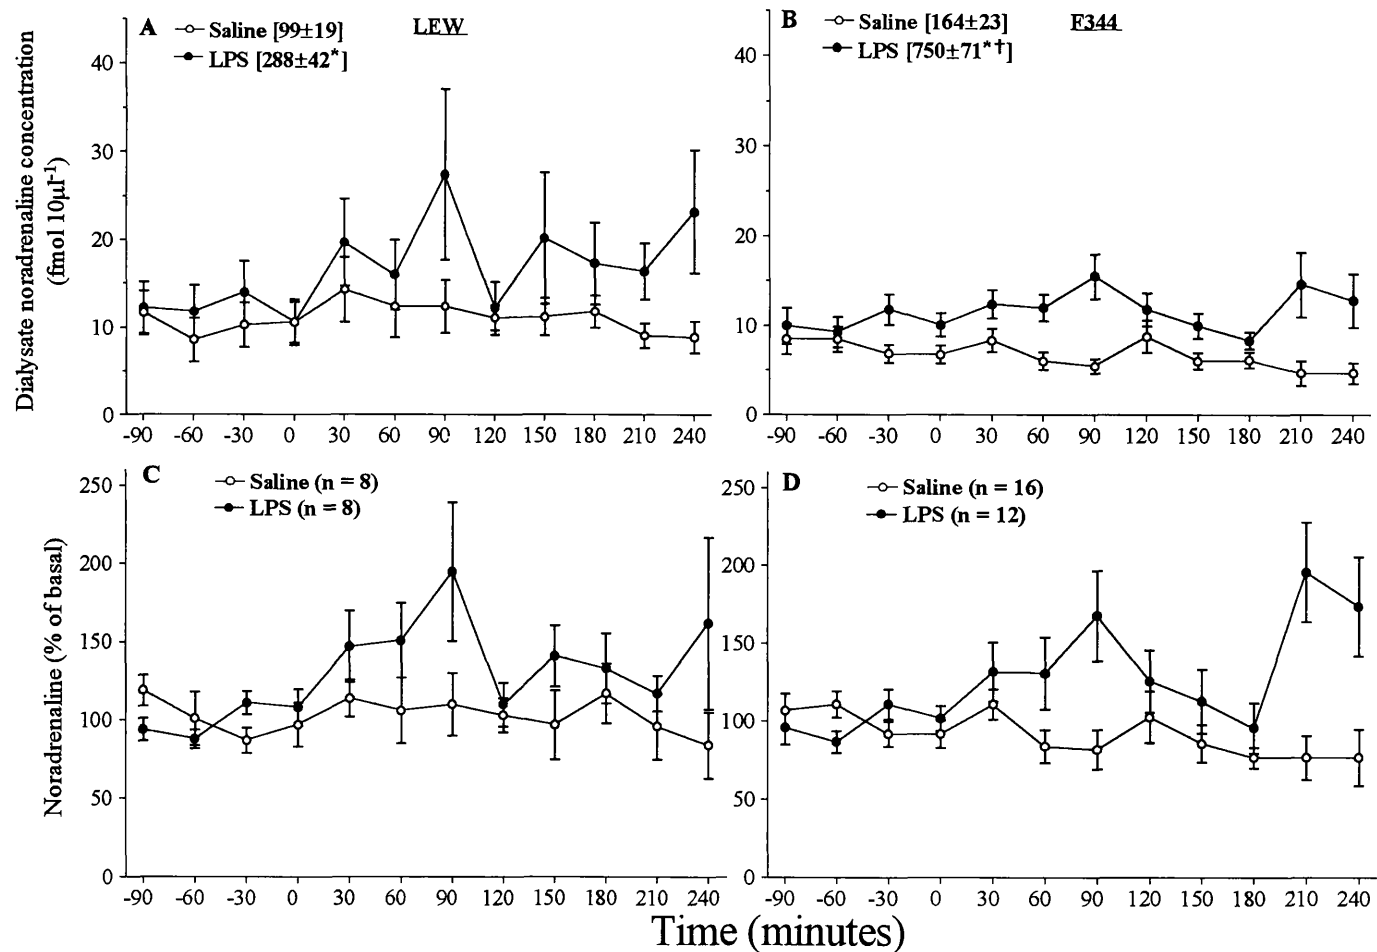 A
Saline [99±19]
LPS [288±42*]
LEW
B
Saline [164±23]
LPS [750±71*†]
F344
Dialysate noradrenaline concentration
(fmol 10µl-1)
40
30
20
10
0
-90 -60 -30 0 30 60 90 120 150 180 210 240
40
30
20
10
0
-90 -60 -30 0 30 60 90 120 150 180 210 240
C
Saline (n = 8)
LPS (n = 8)
D
Saline (n = 16)
LPS (n = 12)
Noradrenaline (% of basal)
250
200
150
100
50
0
-90 -60 -30 0 30 60 90 120 150 180 210 240
250
200
150
100
50
0
-90 -60 -30 0 30 60 90 120 150 180 210 240
Time (minutes)